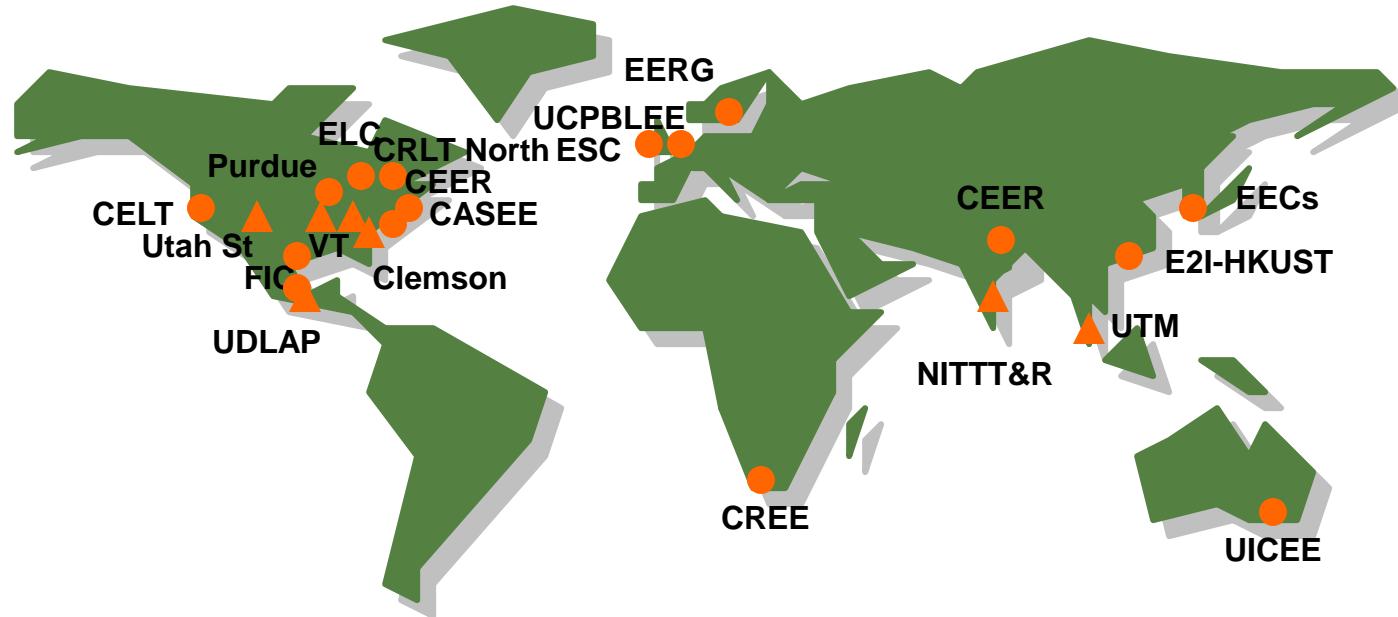 EERG
UCPBLEE
ELC
CRLT North
ESC
Purdue
CEER
CELT
CASEE
CEER
EECs
Utah St
VT
E2I-HKUST
FIC
Clemson
UDLAP
UTM
NITTT&R
CREE
UICEE